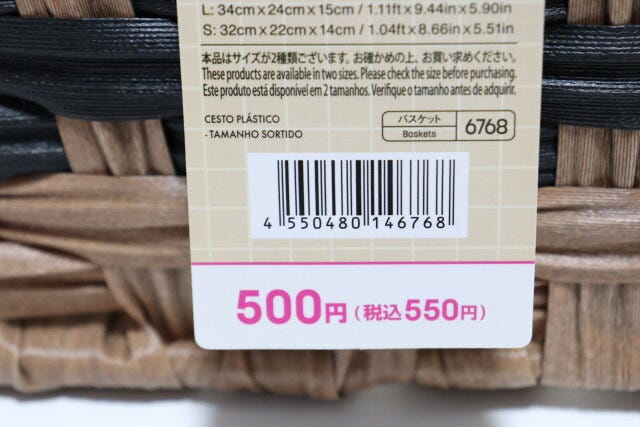 L: 34cm x 24cm x 15cm / 1.11ft x 9.44in x 5.90in
S: 32cm x 22cm x 14cm / 1.04ft x 8.66in x 5.51in
本品はサイズが2種類ございます。お確かめの上、お買い求めください。
These products are available in two sizes. Please check the size before purchasing.
Este produto está disponível em 2 tamanhos. Verifique o tamanho antes de adquirir.
CESTO PLÁSTICO
- TAMANHO SORTIDO
バスケット
Baskets
6768
4 550480 146768
500円(税込550円)